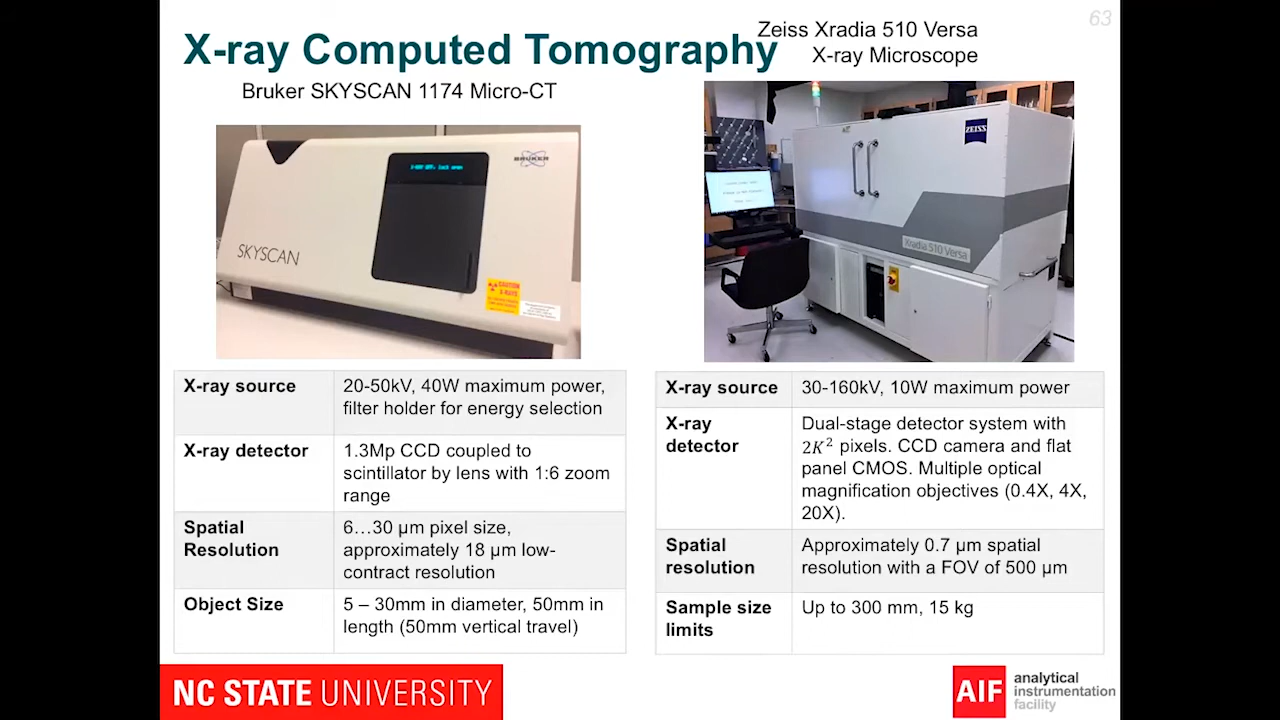 63
X-ray Computed Tomography
Zeiss Xradia 510 Versa
X-ray Microscope
Bruker SKYSCAN 1174 Micro-CT
BRUKER
SKYSCAN
CAUTION
X-RAYS
ZEISS
Xradia 510 Versa
X-ray source
20-50kV, 40W maximum power,
filter holder for energy selection
X-ray detector
1.3Mp CCD coupled to
scintillator by lens with 1:6 zoom
range
Spatial
Resolution
6…30 µm pixel size,
approximately 18 µm low-
contract resolution
Object Size
5 – 30mm in diameter, 50mm in
length (50mm vertical travel)
X-ray source
30-160kV, 10W maximum power
X-ray
detector
Dual-stage detector system with
2K² pixels. CCD camera and flat
panel CMOS. Multiple optical
magnification objectives (0.4X, 4X,
20X).
Spatial
resolution
Approximately 0.7 µm spatial
resolution with a FOV of 500 µm
Sample size
limits
Up to 300 mm, 15 kg
NC STATE UNIVERSITY
AIF
analytical
instrumentation
facility